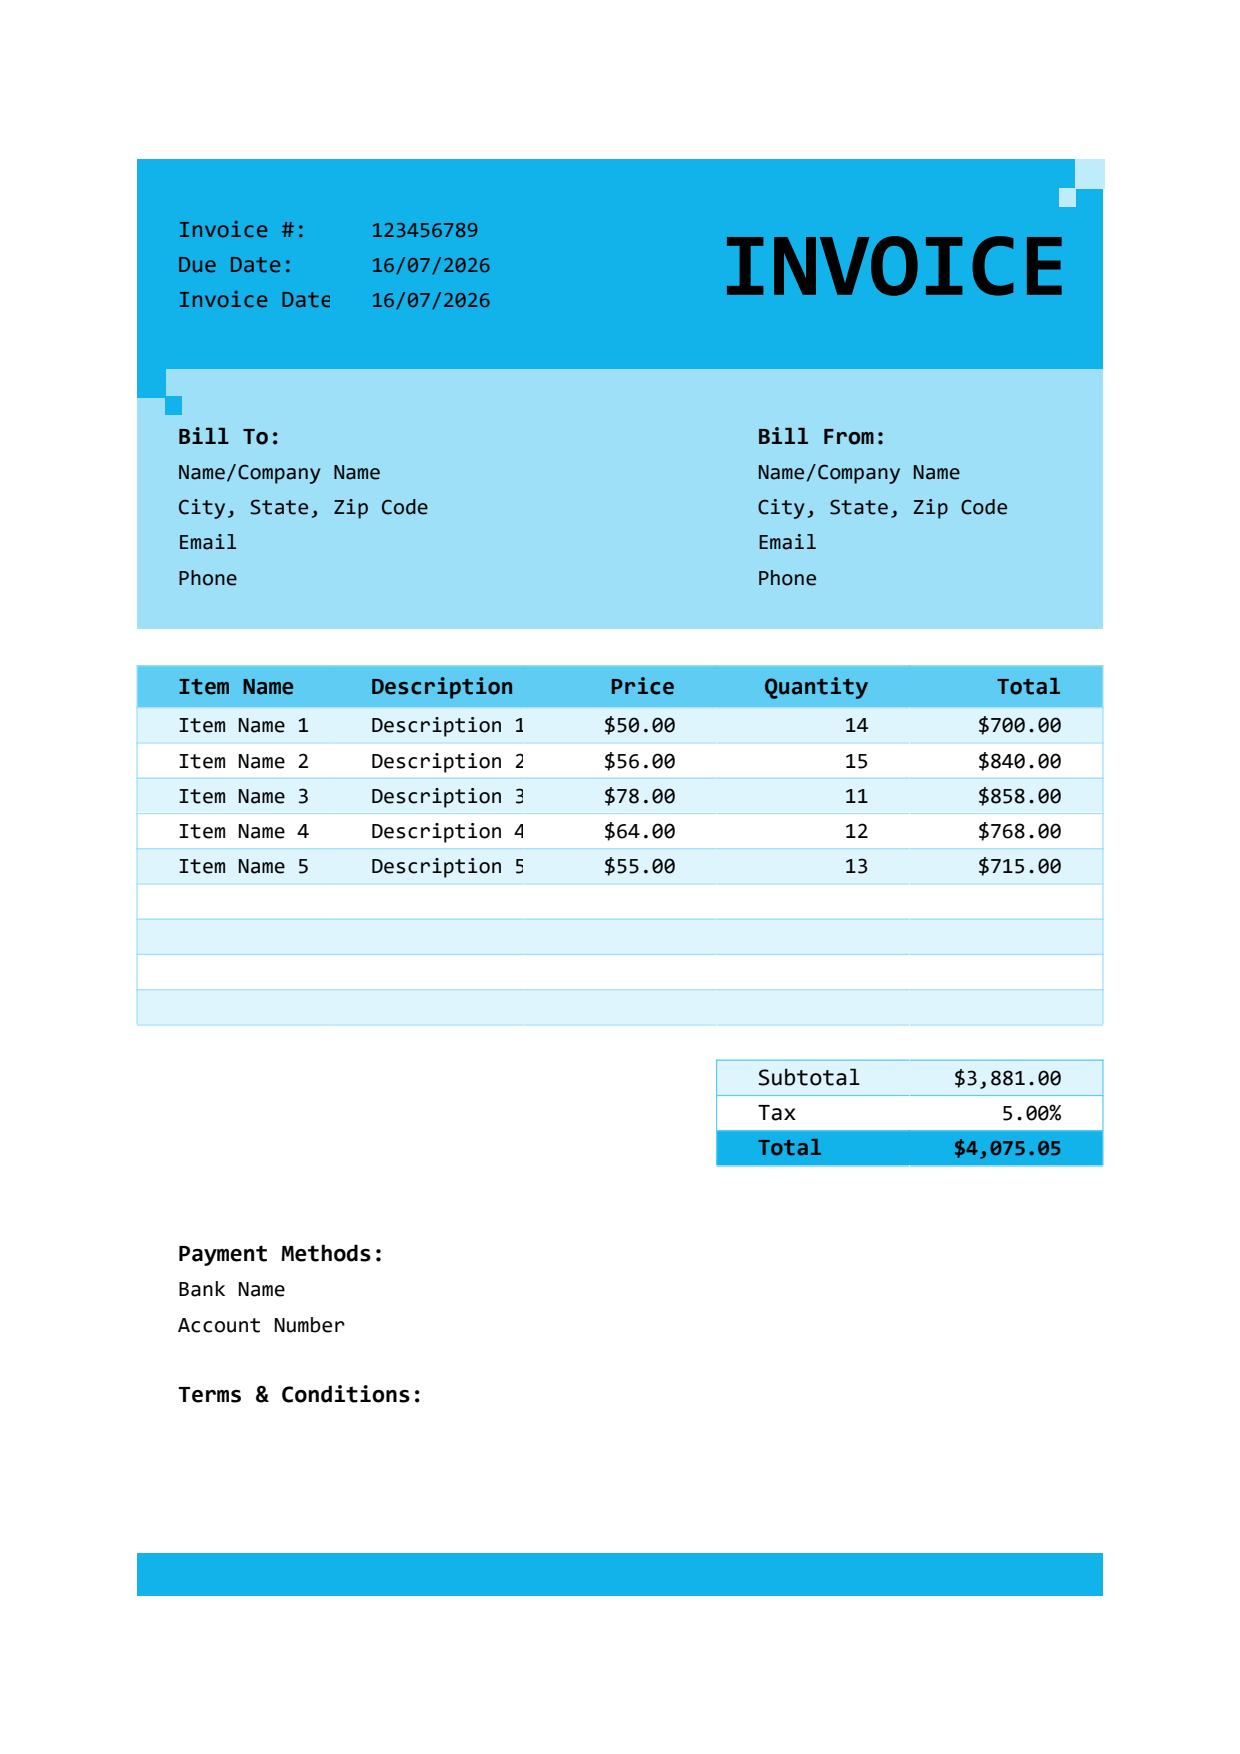 Invoice #: 123456789
Due Date: 16/07/2026
Invoice Date 16/07/2026
INVOICE
Bill To:
Name/Company Name
City, State, Zip Code
Email
Phone
Bill From:
Name/Company Name
City, State, Zip Code
Email
Phone
Item Name Description Price Quantity Total
Item Name 1 Description 1 $50.00 14 $700.00
Item Name 2 Description 2 $56.00 15 $840.00
Item Name 3 Description 3 $78.00 11 $858.00
Item Name 4 Description 4 $64.00 12 $768.00
Item Name 5 Description 5 $55.00 13 $715.00
Subtotal $3,881.00
Tax 5.00%
Total $4,075.05
Payment Methods:
Bank Name
Account Number
Terms & Conditions: